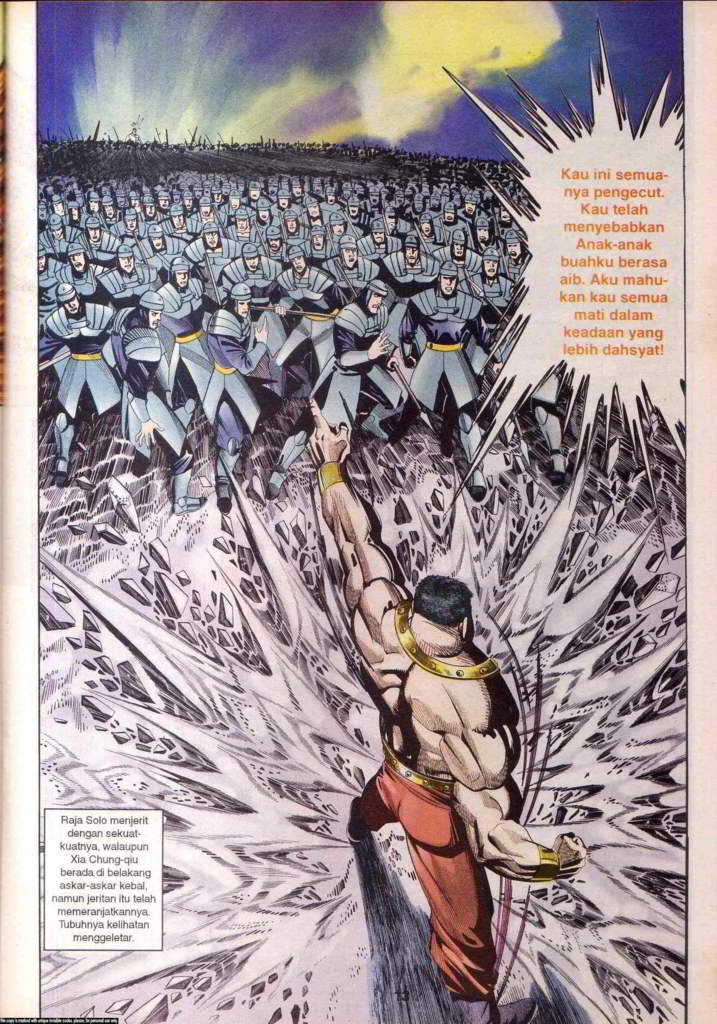 Kau ini semua-
nya pengecut.
Kau telah
menyebabkan
Anak-anak
buahku berasa
aib. Aku mahu-
kan kau semua
mati dalam
keadaan yang
lebih dahsyat!
Raja Solo menjerit
dengan sekuat-
kuatnya, walaupun
Xia Chung-qiu
berada di belakang
askar-askar kebal,
namun jeritan itu telah
memeranjatkannya.
Tubuhnya kelihatan
menggeletar.
13